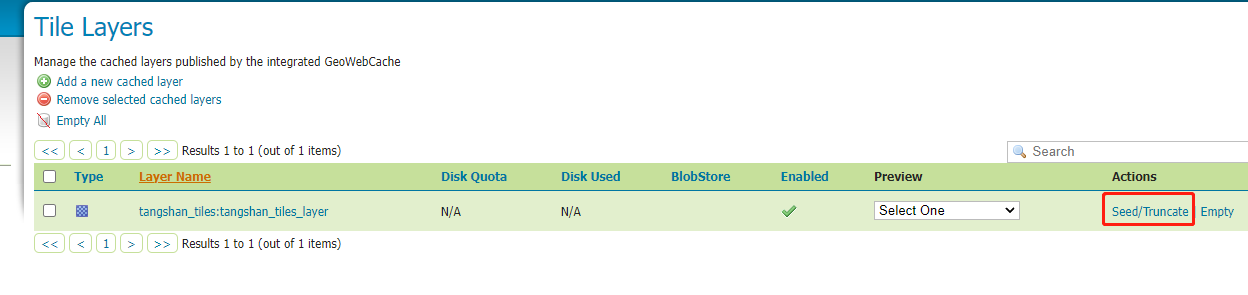 Tile Layers
Manage the cached layers published by the integrated GeoWebCache
Add a new cached layer
Remove selected cached layers
Empty All
<< < 1 > >> Results 1 to 1 (out of 1 items) Search
Type Layer Name Disk Quota Disk Used BlobStore Enabled Preview Actions
tangshan_tiles:tangshan_tiles_layer N/A N/A Select One Seed/Truncate Empty
<< < 1 > >> Results 1 to 1 (out of 1 items)